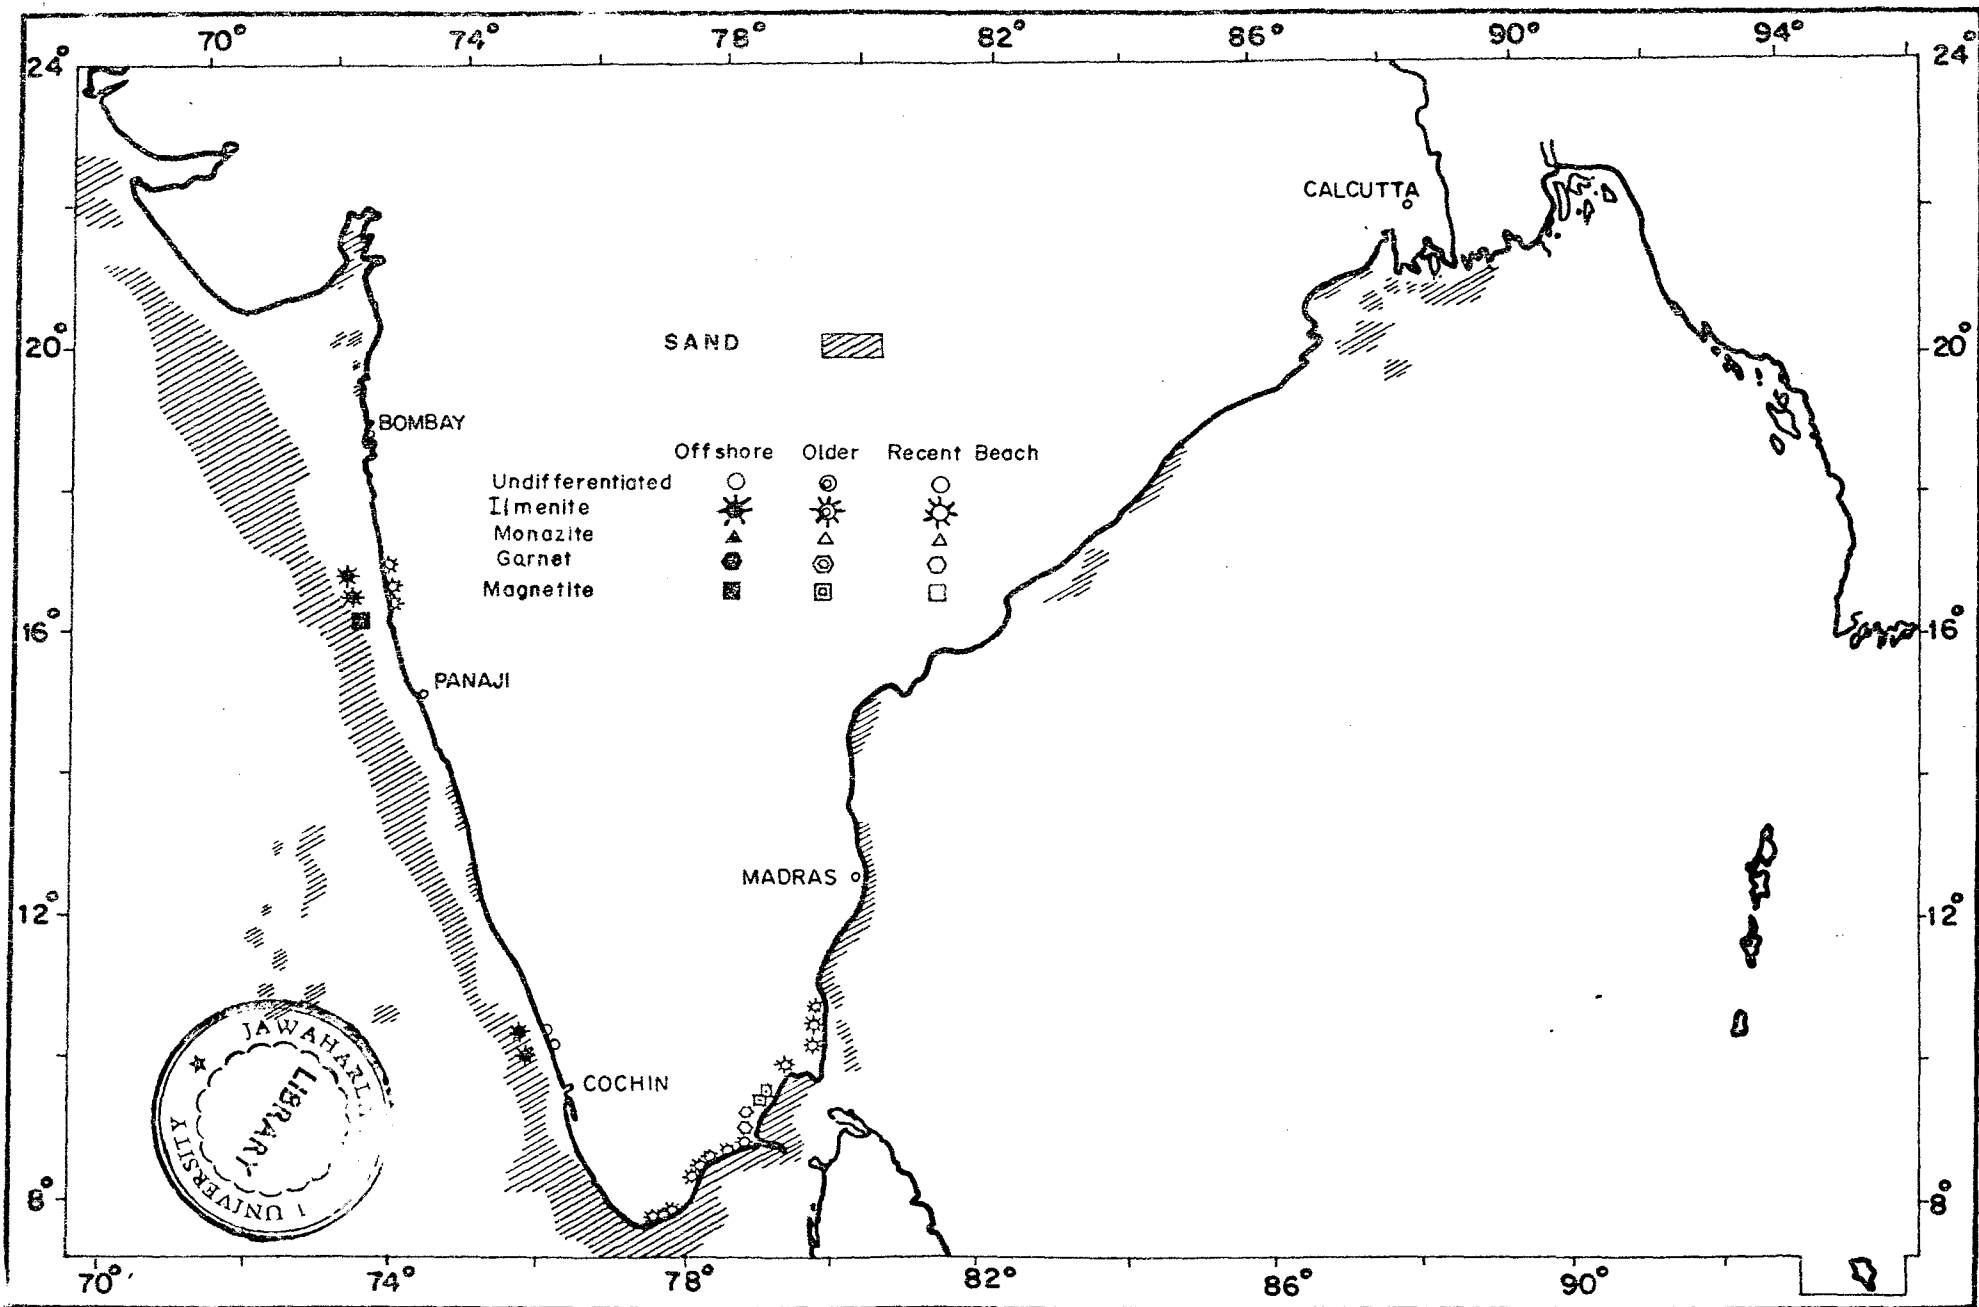 70° 74° 78° 82° 86° 90° 94°
24° 24°
CALCUTTA
SAND
20° 20°
BOMBAY
Offshore Older Recent Beach
Undifferentiated
Ilmenite
Monazite
Garnet
Magnetite
16° 16°
PANAJI
MADRAS
12° 12°
JAWAHARL
LIBRARY
UNIVERSITY
COCHIN
8° 8°
70° 74° 78° 82° 86° 90°